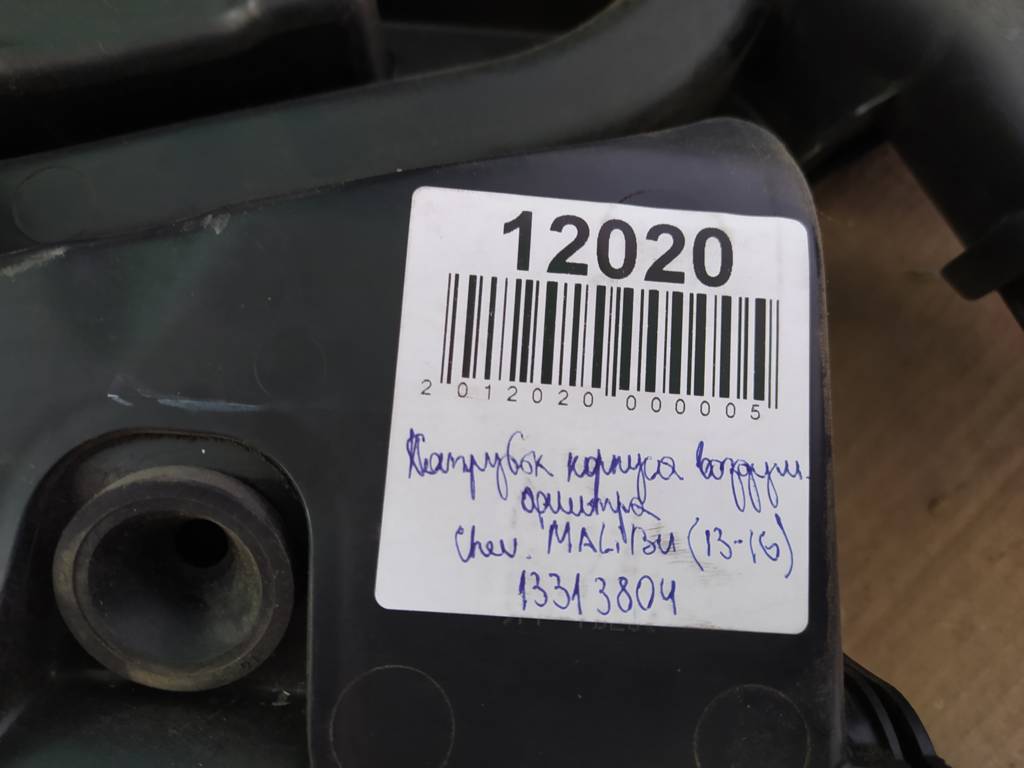 12020
2 012020 000005
Патрубок корпуса воздуш.
фильтра
Chev. MALIBU (13-16)
13313804